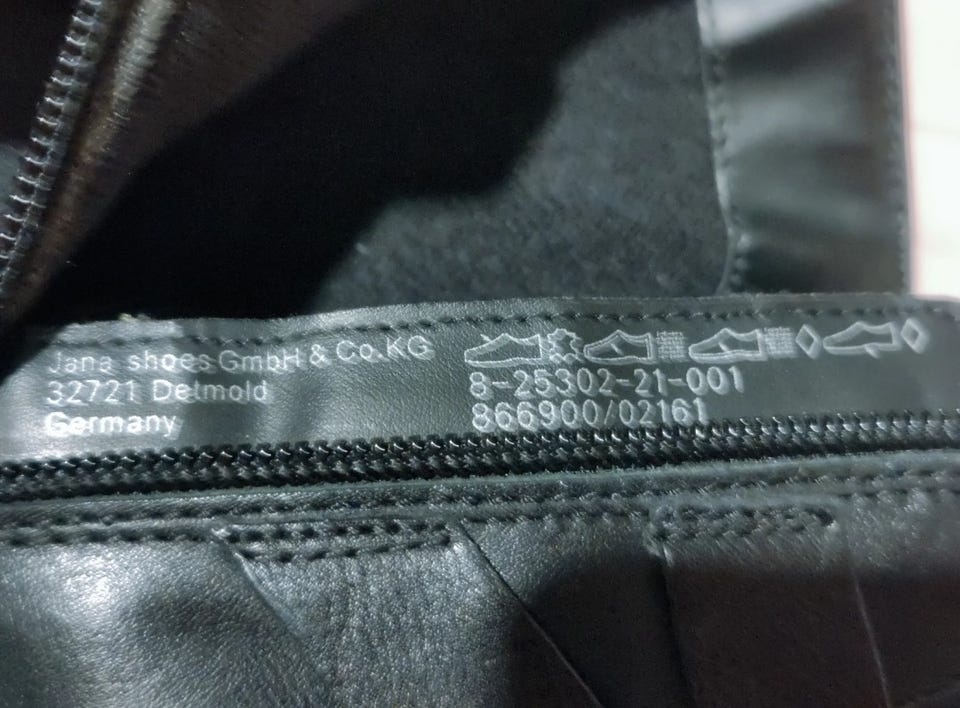 Jana shoes GmbH & Co.KG
32721 Detmold
Germany
8-25302-21-001
866900/02161